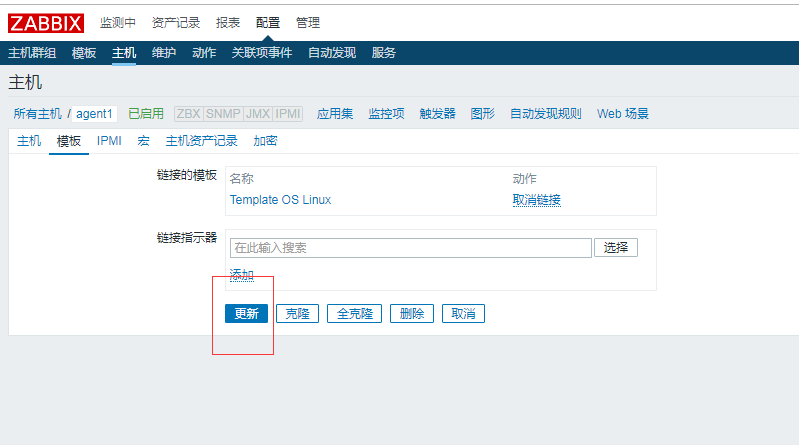 ZABBIX 监测中 资产记录 报表 配置 管理
主机群组 模板 主机 维护 动作 关联项事件 自动发现 服务
主机
所有主机 / agent1 已启用 ZBX SNMP JMX IPMI 应用集 监控项 触发器 图形 自动发现规则 Web 场景
主机 模板 IPMI 宏 主机资产记录 加密
链接的模板 名称 动作
Template OS Linux 取消链接
链接指示器 在此输入搜索 选择
添加
更新 克隆 全克隆 删除 取消